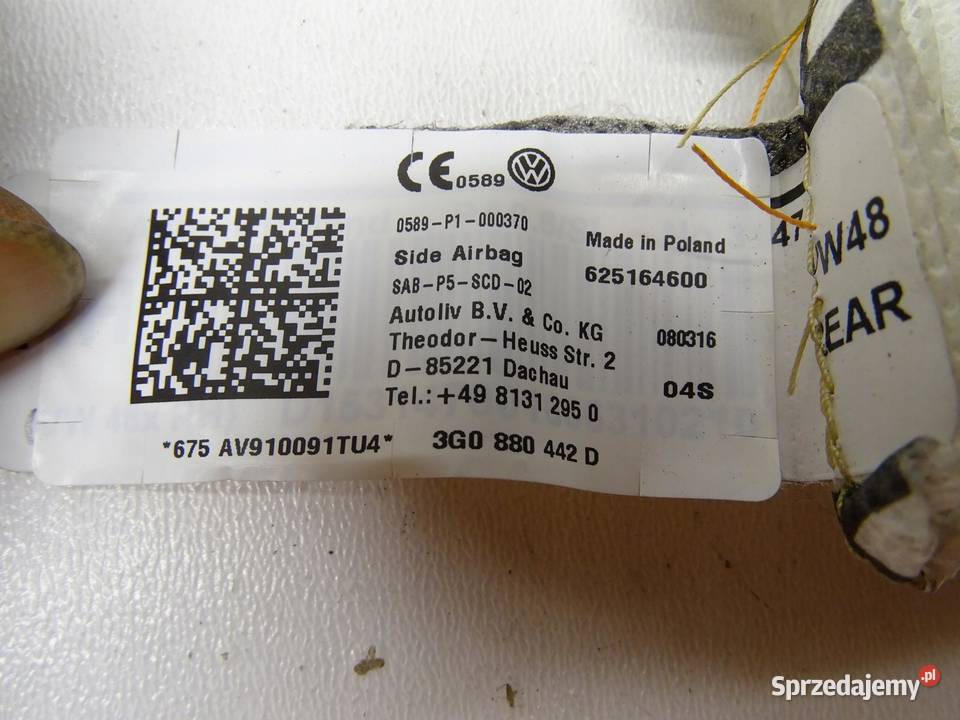 CE 0589
0589-P1-000370
Side Airbag
SAB-P5-SCD-02
Autoliv B.V. & Co. KG
Theodor-Heuss Str. 2
D-85221 Dachau
Tel.: +49 8131 295 0
Made in Poland
625164600
080316
04S
*675 AV910091TU4*
3G0 880 442 D
47
W48
EAR
Sprzedajemy.pl